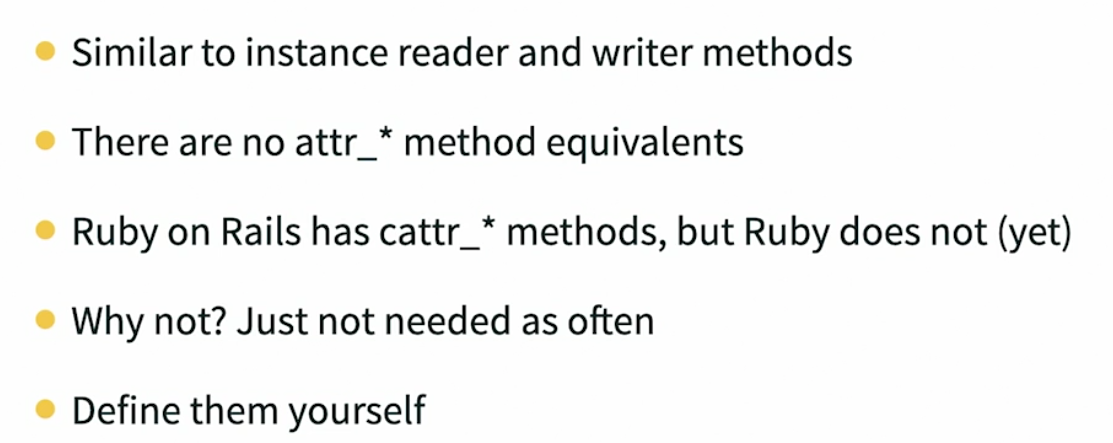 Similar to instance reader and writer methods
There are no attr_* method equivalents
Ruby on Rails has cattr_* methods, but Ruby does not (yet)
Why not? Just not needed as often
Define them yourself